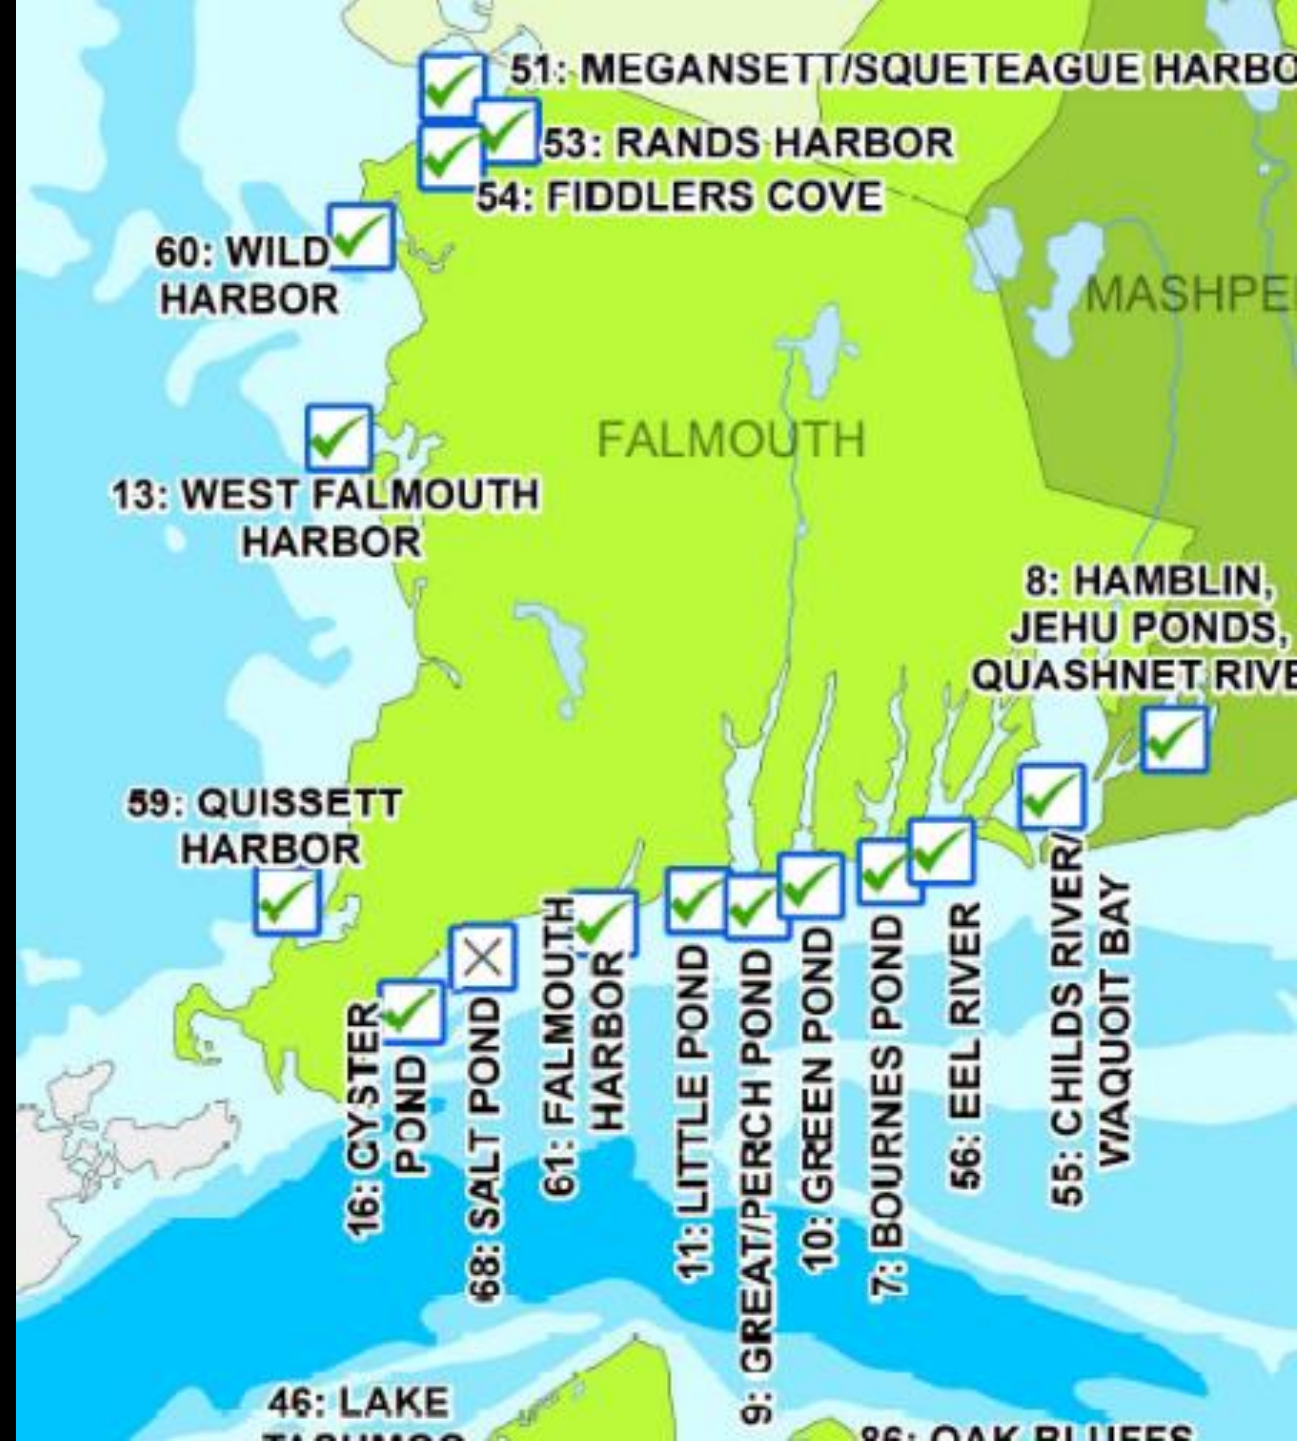 51: MEGANSETT/SQUETEAGUE HARBO
53: RANDS HARBOR
54: FIDDLERS COVE
60: WILD
HARBOR
MASHPE
FALMOUTH
13: WEST FALMOUTH
HARBOR
8: HAMBLIN,
JEHU PONDS,
QUASHNET RIVE
59: QUISSETT
HARBOR
16: OYSTER
POND
68: SALT POND
61: FALMOUTH
HARBOR
11: LITTLE POND
9: GREAT/PERCH POND
10: GREEN POND
7: BOURNES POND
56: EEL RIVER
55: CHILDS RIVER/
WAQUOIT BAY
46: LAKE
86: OAK BLUFFS